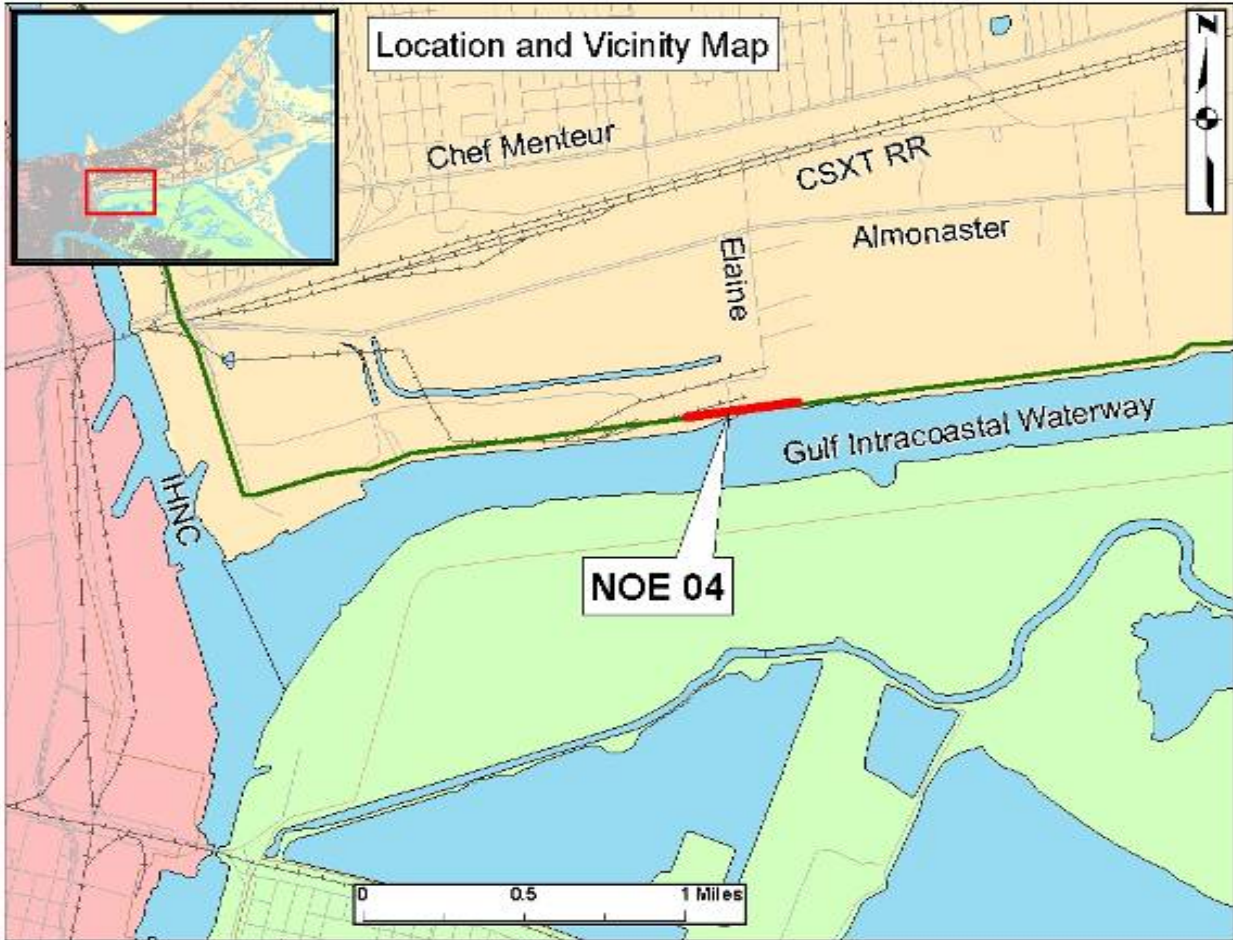 Location and Vicinity Map
N
Chef Menteur
CSXT RR
Almonaster
Elaine
Gulf Intracoastal Waterway
IHNC
NOE 04
0 0.5 1 Miles